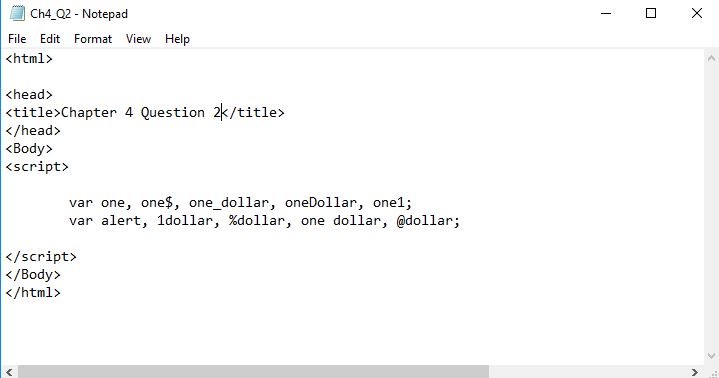 Ch4_Q2 - Notepad
File Edit Format View Help
<html>
<head>
<title>Chapter 4 Question 2</title>
</head>
<Body>
<script>
var one, one$, one_dollar, oneDollar, one1;
var alert, 1dollar, %dollar, one dollar, @dollar;
</script>
</Body>
</html>